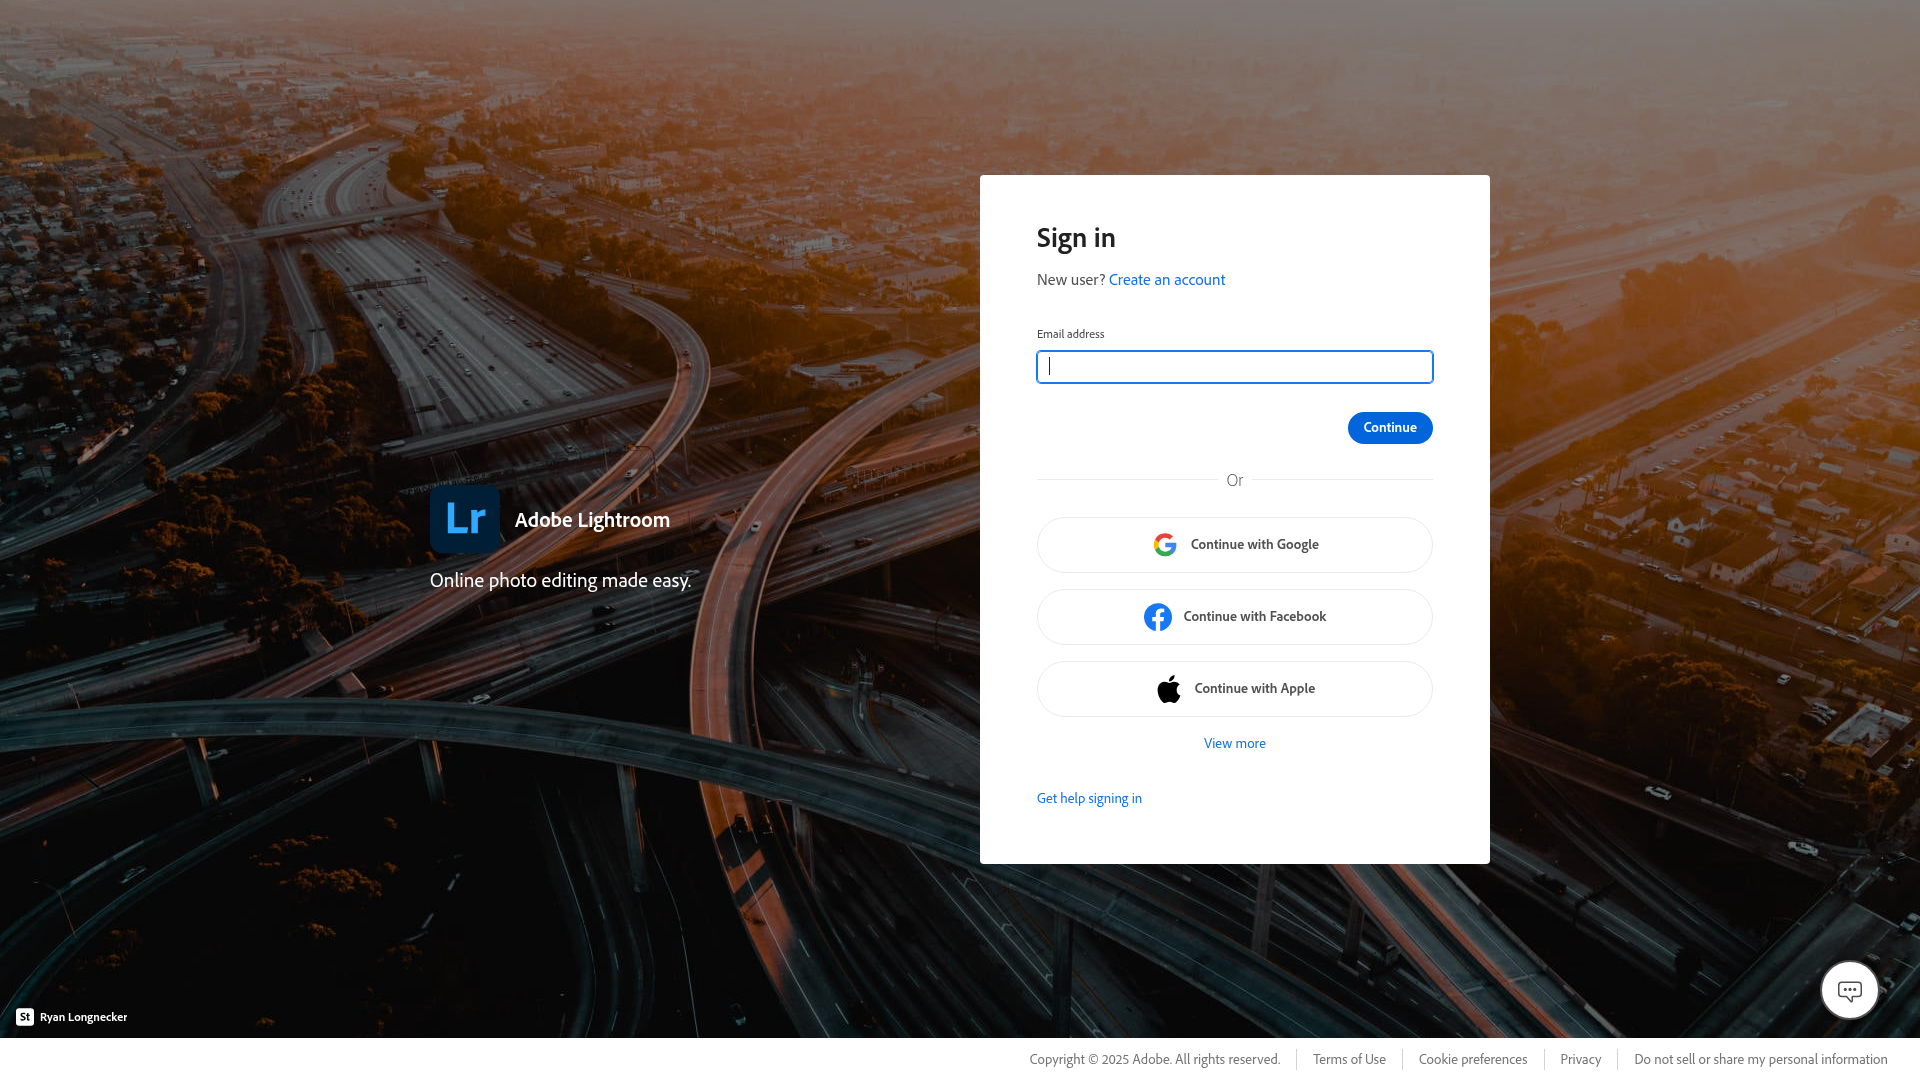 Lr
Adobe Lightroom
Online photo editing made easy.
Sign in
New user? Create an account
Email address
Continue
Or
Continue with Google
Continue with Facebook
Continue with Apple
View more
Get help signing in
St Ryan Longnecker
Copyright © 2025 Adobe. All rights reserved. Terms of Use Cookie preferences Privacy Do not sell or share my personal information